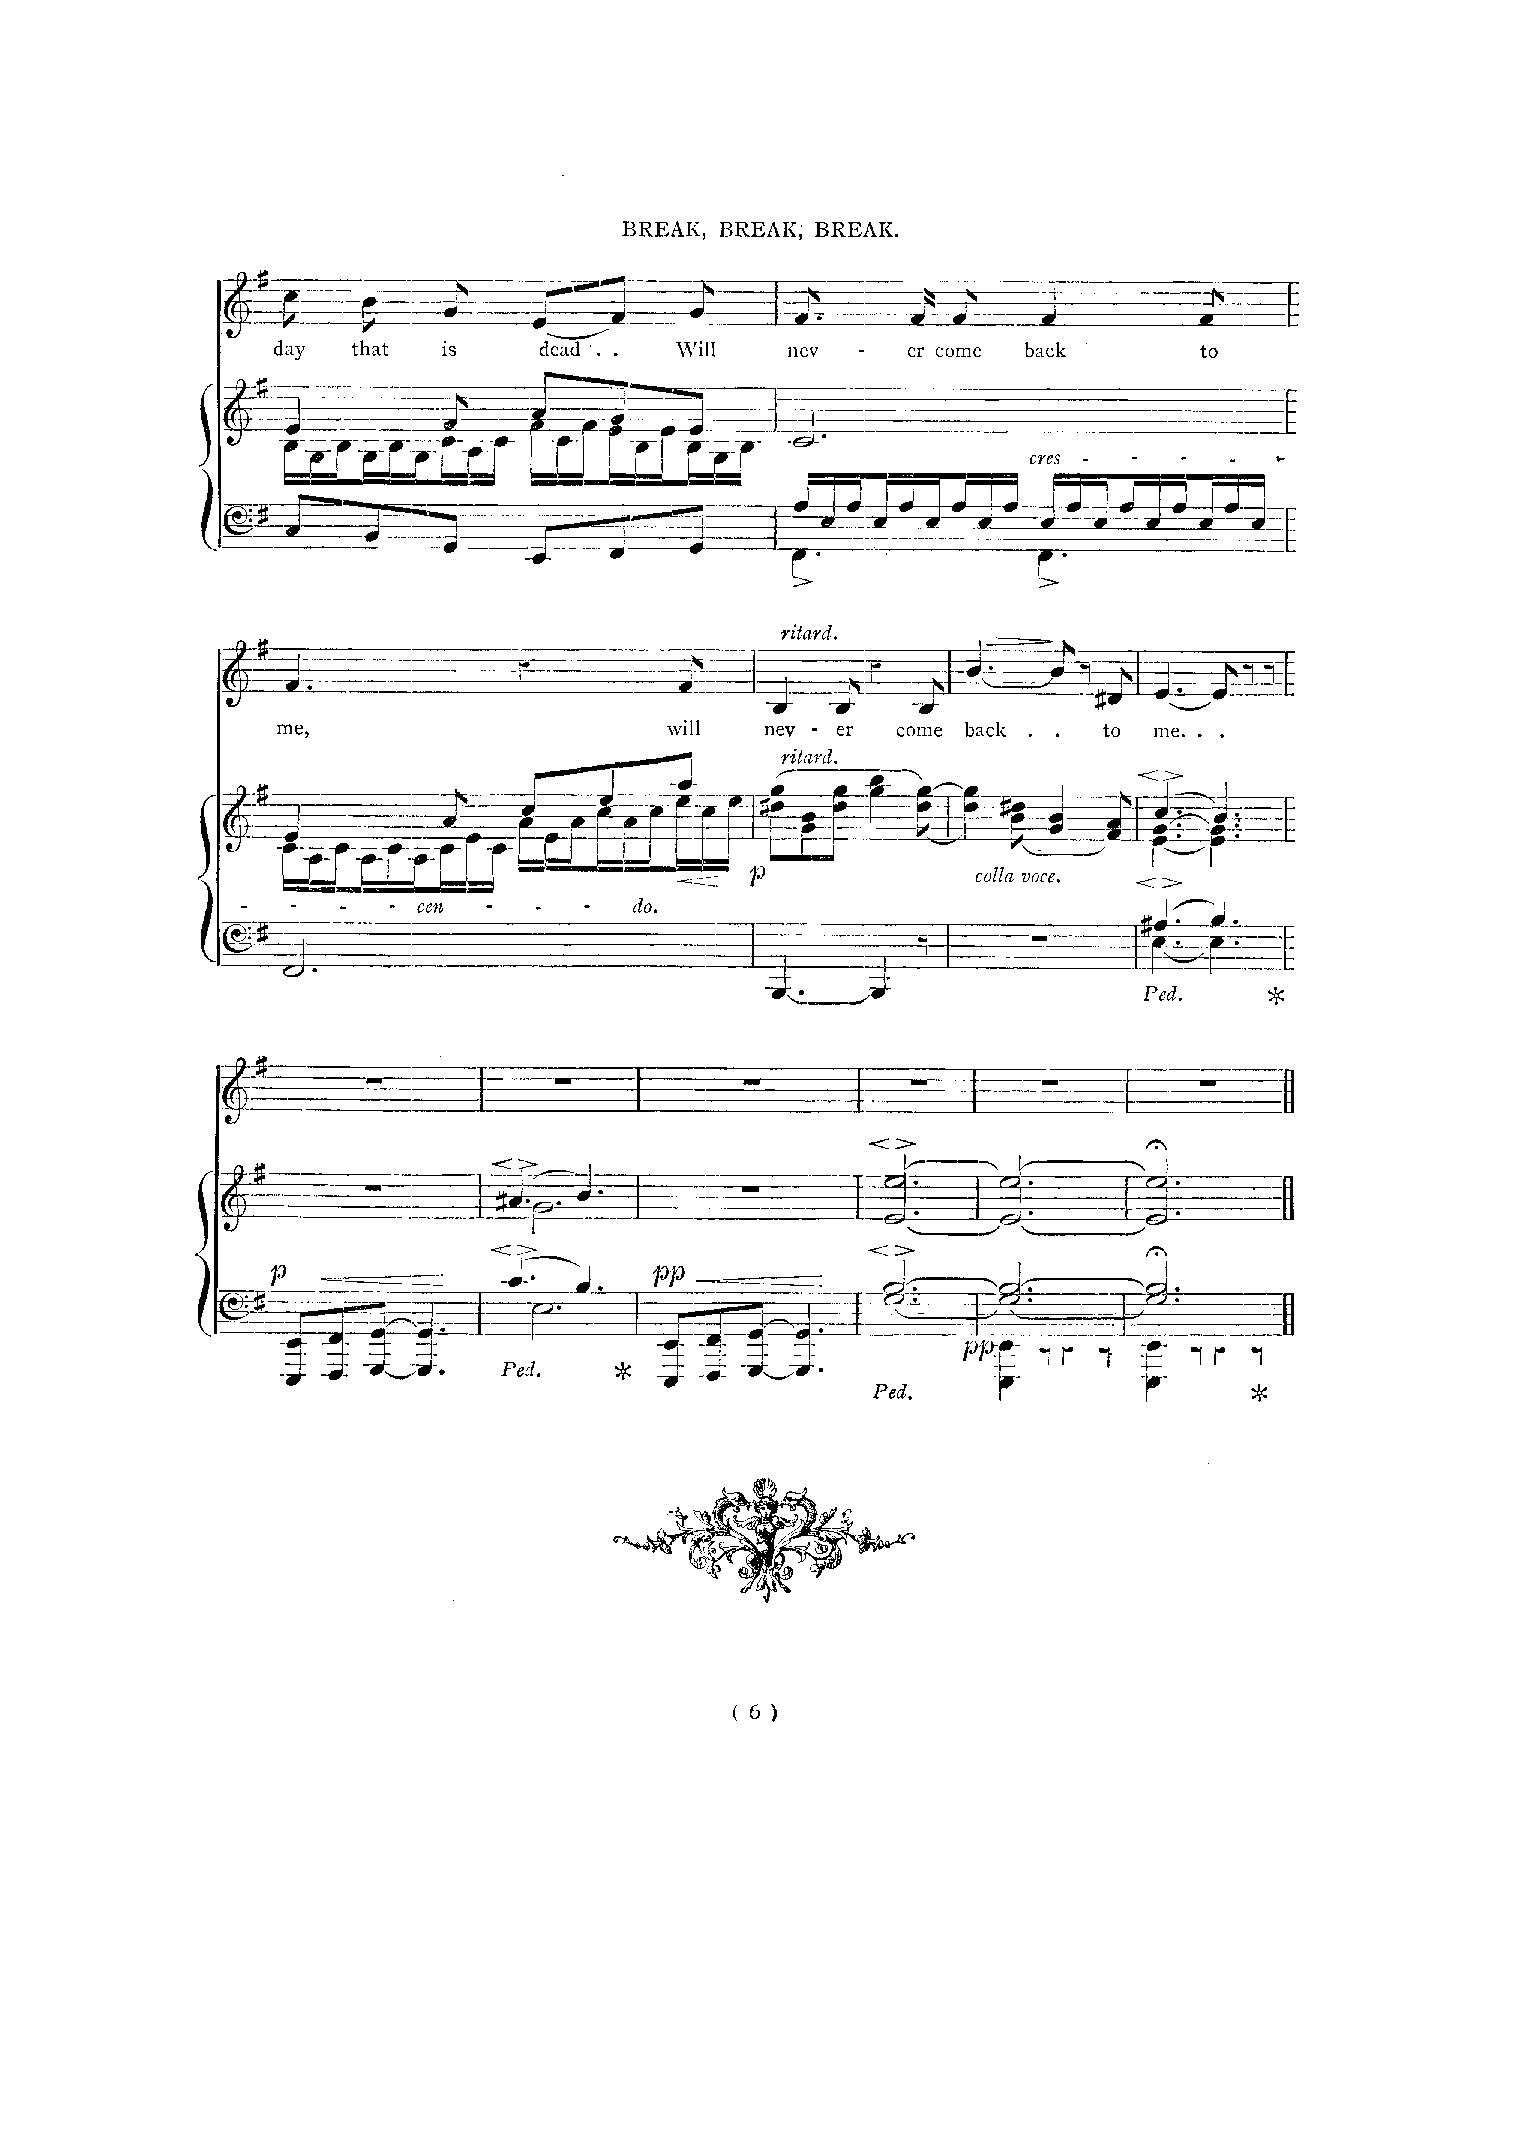 BREAK, BREAK, BREAK.
day that is dead . . Will nev - er come back to
cres - - - -
ritard.
me, will nev - er come back . . to me. . .
ritard.
p colla voce.
- - - - cen - - - do.
Ped. *
p pp
Ped. * pp
Ped. *
( 6 )